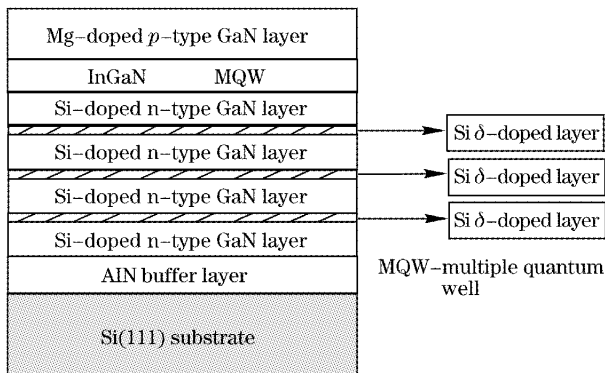 Mg-doped p-type GaN layer
InGaN MQW
Si-doped n-type GaN layer
Si δ-doped layer
Si-doped n-type GaN layer
Si δ-doped layer
Si-doped n-type GaN layer
Si δ-doped layer
Si-doped n-type GaN layer
AlN buffer layer
MQW-multiple quantum
well
Si(111) substrate